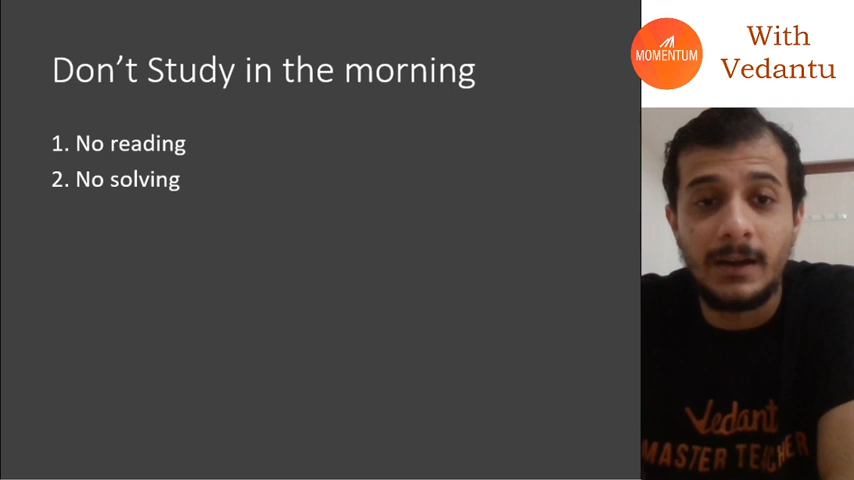 Don't Study in the morning
1. No reading
2. No solving
MOMENTUM
With
Vedantu
Vedant
MASTER TEACHER